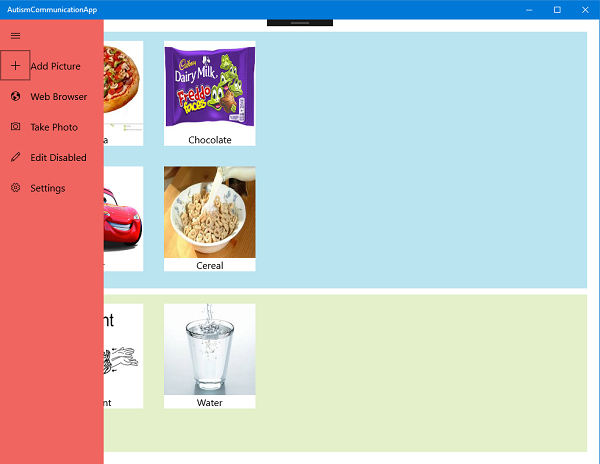 AutismCommunicationApp
Add Picture
Web Browser
Take Photo
Edit Disabled
Settings
a
Cadbury
Dairy Milk
Freddo
Faces
Chocolate
Cereal
nt
nt
Water